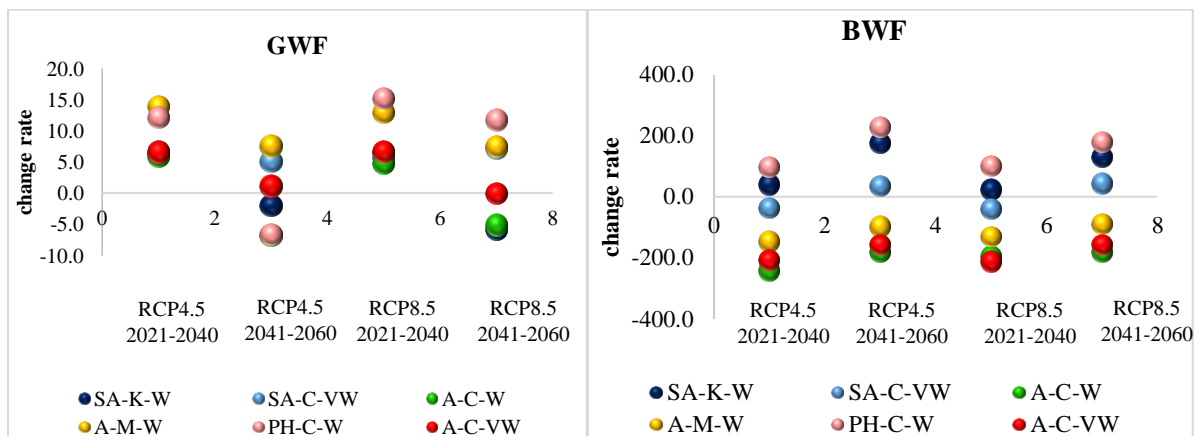 GWF
change rate
20.0
15.0
10.0
5.0
0.0
-5.0
-10.0
0 2 4 6 8
RCP4.5 RCP4.5 RCP8.5 RCP8.5
2021-2040 2041-2060 2021-2040 2041-2060
SA-K-W SA-C-VW A-C-W
A-M-W PH-C-W A-C-VW
BWF
change rate
400.0
200.0
0.0
-200.0
-400.0
0 2 4 6 8
RCP4.5 RCP4.5 RCP8.5 RCP8.5
2021-2040 2041-2060 2021-2040 2041-2060
SA-K-W SA-C-VW A-C-W
A-M-W PH-C-W A-C-VW